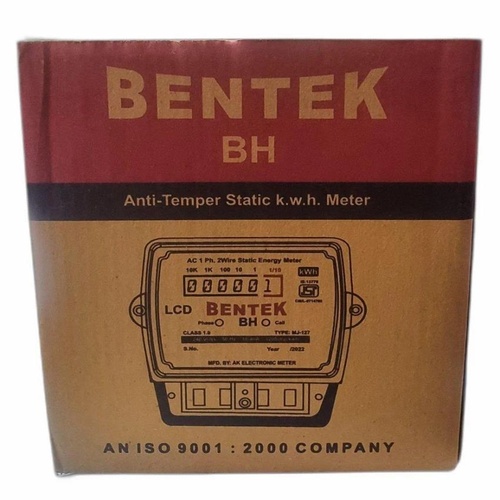 BENTEK
BH
Anti-Temper Static k.w.h. Meter
AC 1 Ph. 2Wire Static Energy Meter
10K 1K 100 10 1 1/10
kWh
000001
LCD BENTEK
Phase BH Call
CLASS 1.0 TYPE: MJ-127
S.No. Year /2022
MFD. BY: AK ELECTRONIC METER
AN ISO 9001 : 2000 COMPANY